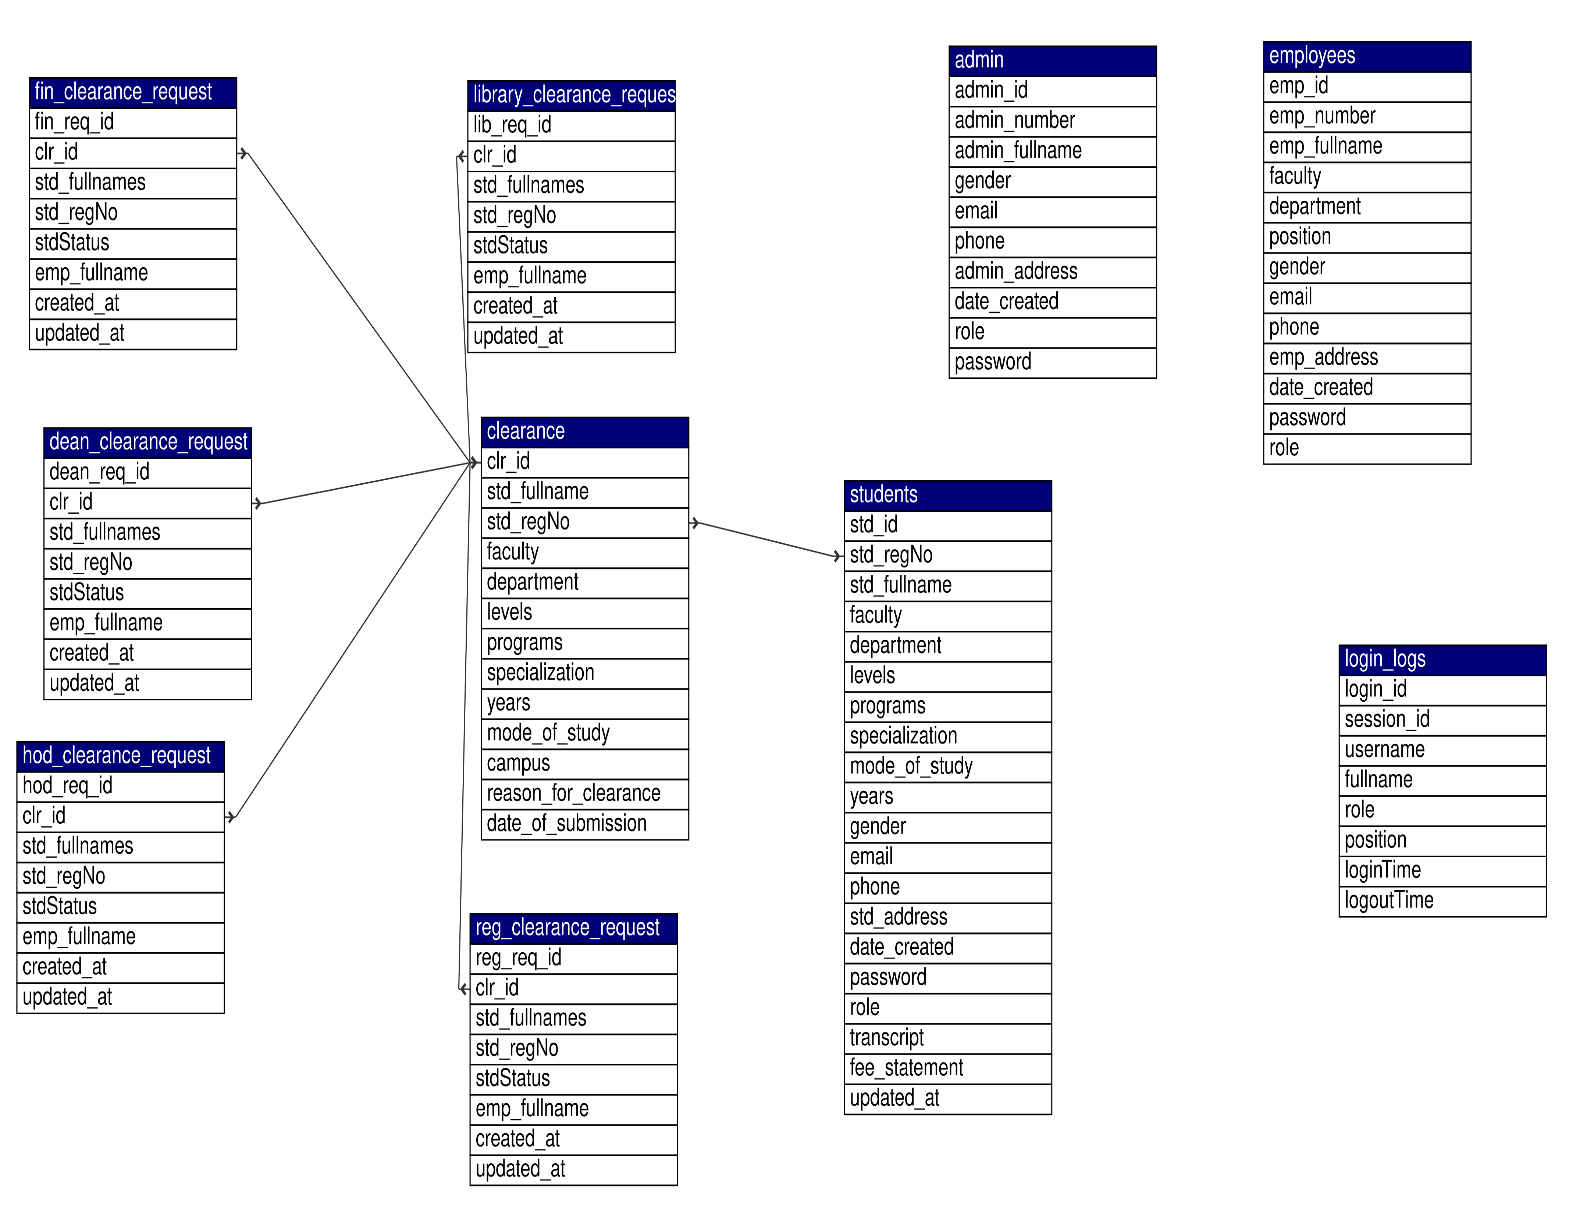 fin_clearance_request
fin_req_id
clr_id
std_fullnames
std_regNo
stdStatus
emp_fullname
created_at
updated_at
library_clearance_reques
lib_req_id
clr_id
std_fullnames
std_regNo
stdStatus
emp_fullname
created_at
updated_at
admin
admin_id
admin_number
admin_fullname
gender
email
phone
admin_address
date_created
role
password
employees
emp_id
emp_number
emp_fullname
faculty
department
position
gender
email
phone
emp_address
date_created
password
role
dean_clearance_request
dean_req_id
clr_id
std_fullnames
std_regNo
stdStatus
emp_fullname
created_at
updated_at
clearance
clr_id
std_fullname
std_regNo
faculty
department
levels
programs
specialization
years
mode_of_study
campus
reason_for_clearance
date_of_submission
students
std_id
std_regNo
std_fullname
faculty
department
levels
programs
specialization
mode_of_study
years
gender
email
phone
std_address
date_created
password
role
transcript
fee_statement
updated_at
login_logs
login_id
session_id
username
fullname
role
position
loginTime
logoutTime
hod_clearance_request
hod_req_id
clr_id
std_fullnames
std_regNo
stdStatus
emp_fullname
created_at
updated_at
reg_clearance_request
reg_req_id
clr_id
std_fullnames
std_regNo
stdStatus
emp_fullname
created_at
updated_at